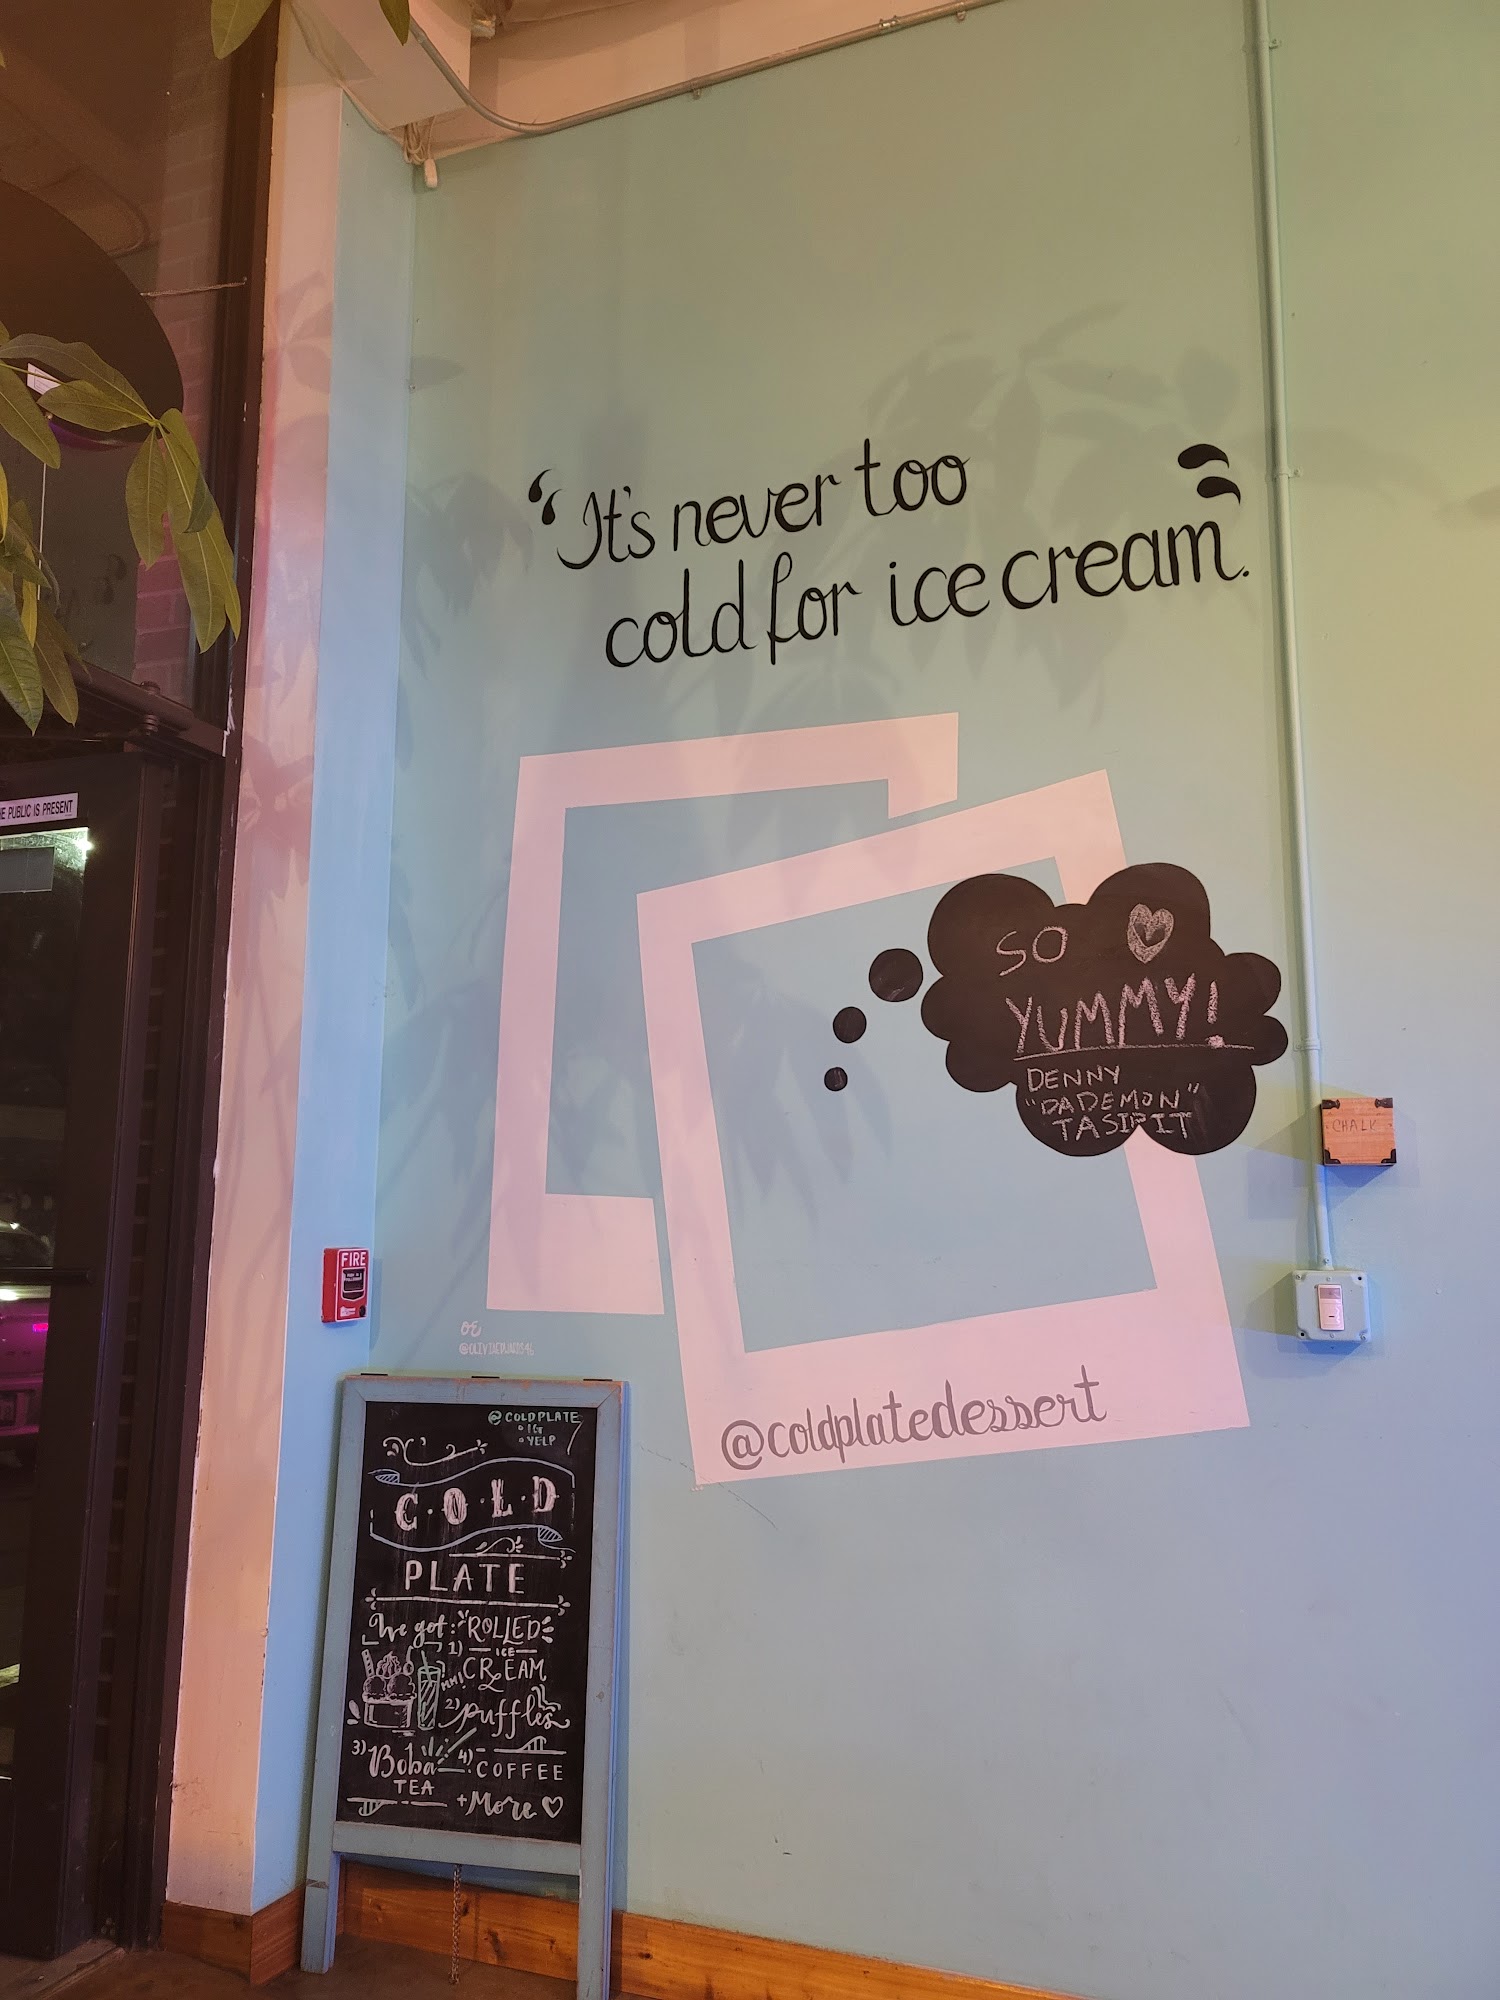 “It's never too
cold for ice cream.”
E PUBLIC IS PRESENT
SO
YUMMY!
DENNY
"DADEMON"
TASIPIT
CHALK
FIRE
OE
@coldplatedessert
@COLDPLATE
IG
YELP
C·O·L·D
PLATE
We got: ROLLED
1) ICE
CREAM
2) Puffles
3) Boba
TEA
4) COFFEE
+More